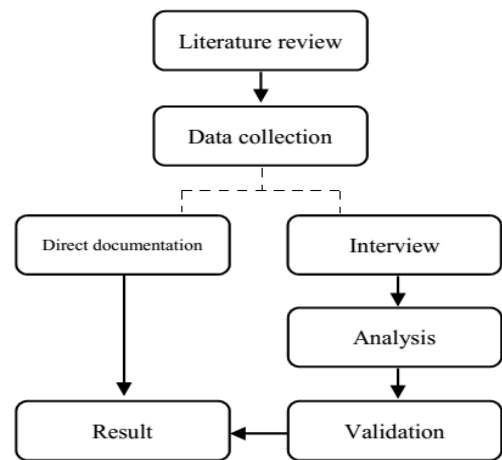 Literature review
Data collection
Direct documentation
Interview
Analysis
Result
Validation